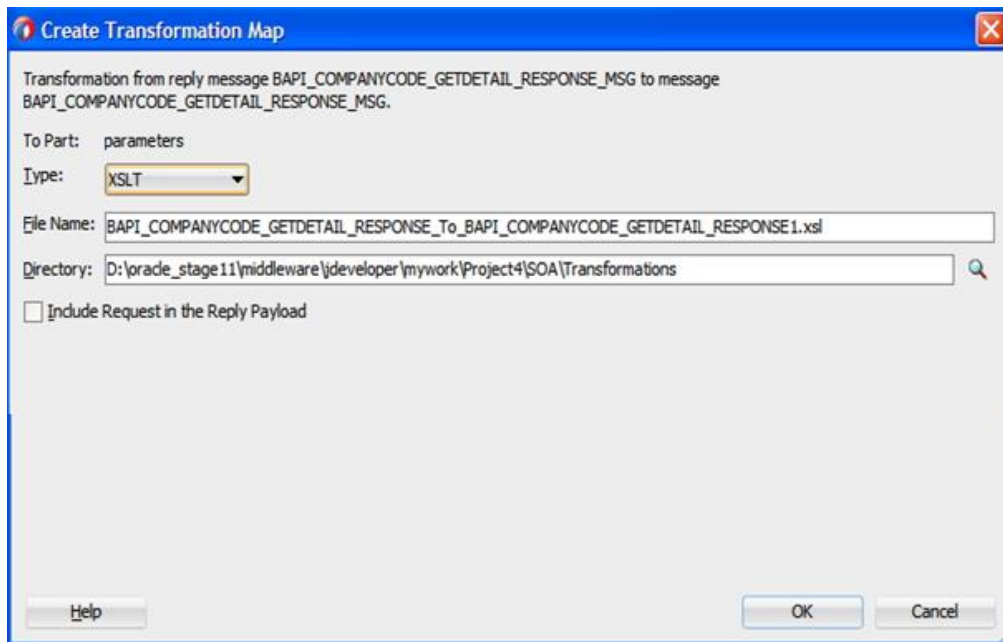 Create Transformation Map
Transformation from reply message BAPI_COMPANYCODE_GETDETAIL_RESPONSE_MSG to message
BAPI_COMPANYCODE_GETDETAIL_RESPONSE_MSG.
To Part: parameters
Type: XSLT
File Name: BAPI_COMPANYCODE_GETDETAIL_RESPONSE_To_BAPI_COMPANYCODE_GETDETAIL_RESPONSE1.xsl
Directory: D:\oracle_stage11\middleware\jdeveloper\mywork\Project4\SOA\Transformations
Include Request in the Reply Payload
Help OK Cancel